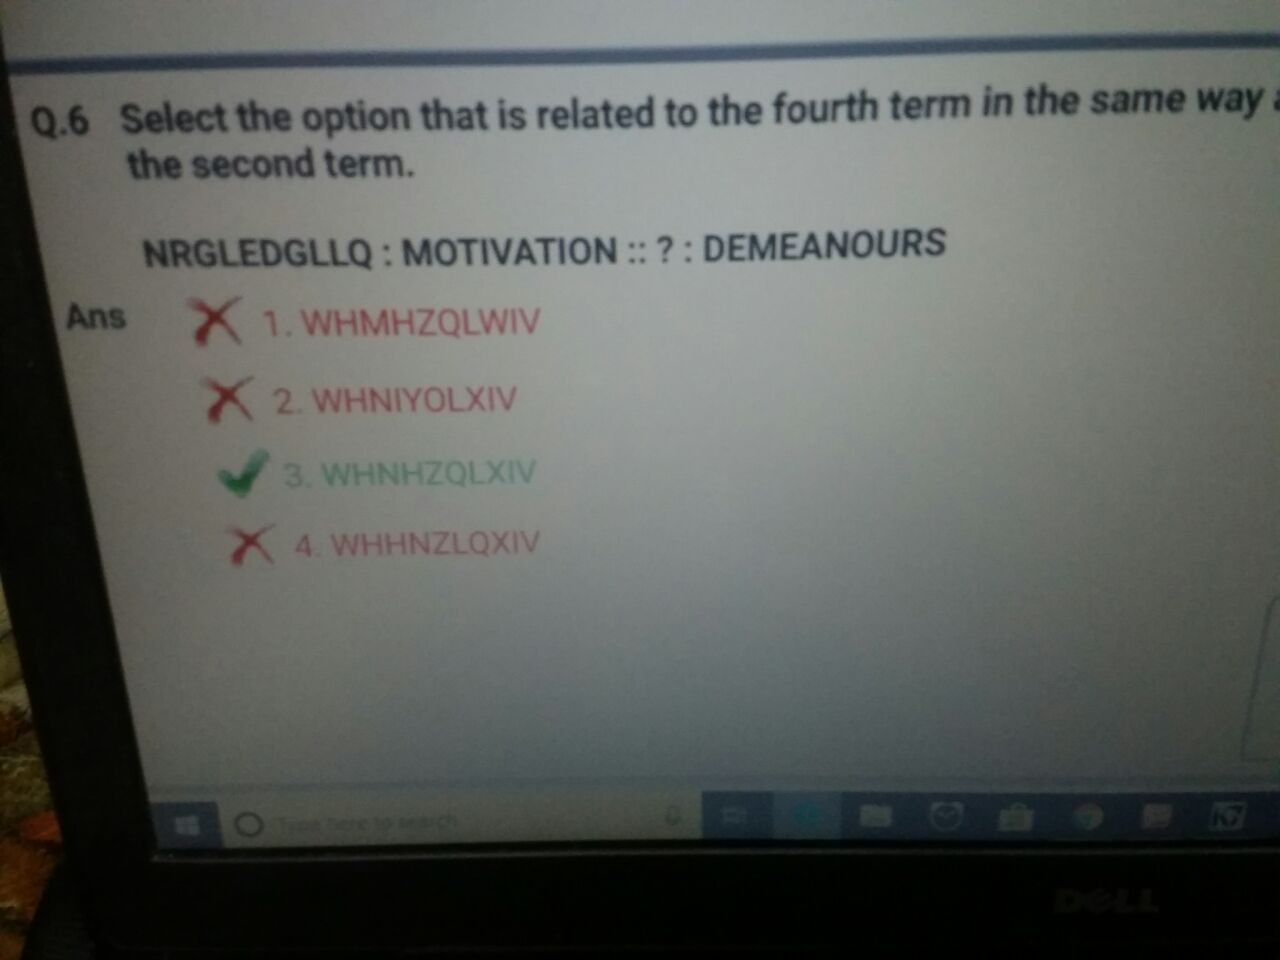 Q.6 Select the option that is related to the fourth term in the same way
the second term.
NRGLEDGLLQ : MOTIVATION :: ? : DEMEANOURS
Ans 1. WHMHZQLWIV
2. WHNIYOLXIV
3. WHNHZQLXIV
4. WHHNZLQXIV
Type here to search
DELL